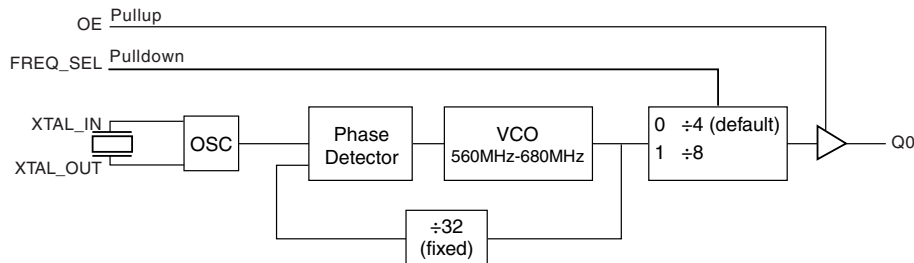 OE Pullup
FREQ_SEL Pulldown
XTAL_IN
XTAL_OUT
OSC
Phase
Detector
VCO
560MHz-680MHz
0 ÷4 (default)
1 ÷8
Q0
÷32
(fixed)